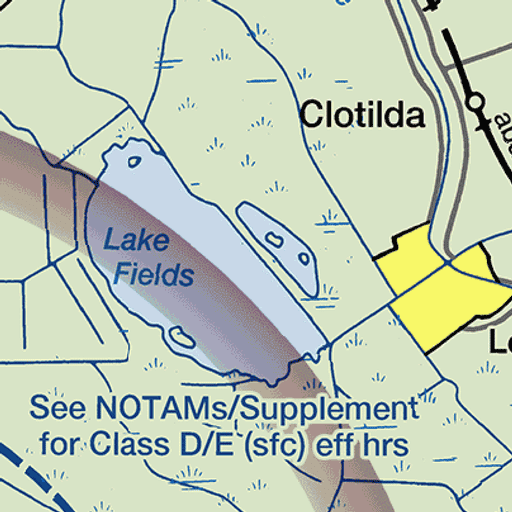 Clotilda
Lake
Fields
See NOTAMs/Supplement
for Class D/E (sfc) eff hrs